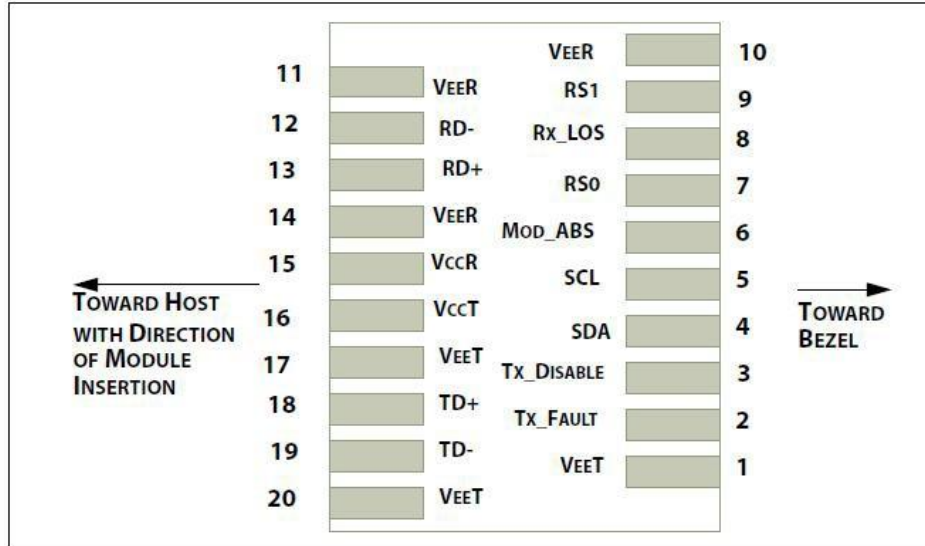 11
VEER
12
RD-
13
RD+
14
VEER
15
VCCR
16
VCCT
17
VEET
18
TD+
19
TD-
20
VEET
VEER
10
RS1
9
RX_LOS
8
RS0
7
MOD_ABS
6
SCL
5
SDA
4
TX_DISABLE
3
TX_FAULT
2
VEET
1
TOWARD HOST
WITH DIRECTION
OF MODULE
INSERTION
TOWARD
BEZEL